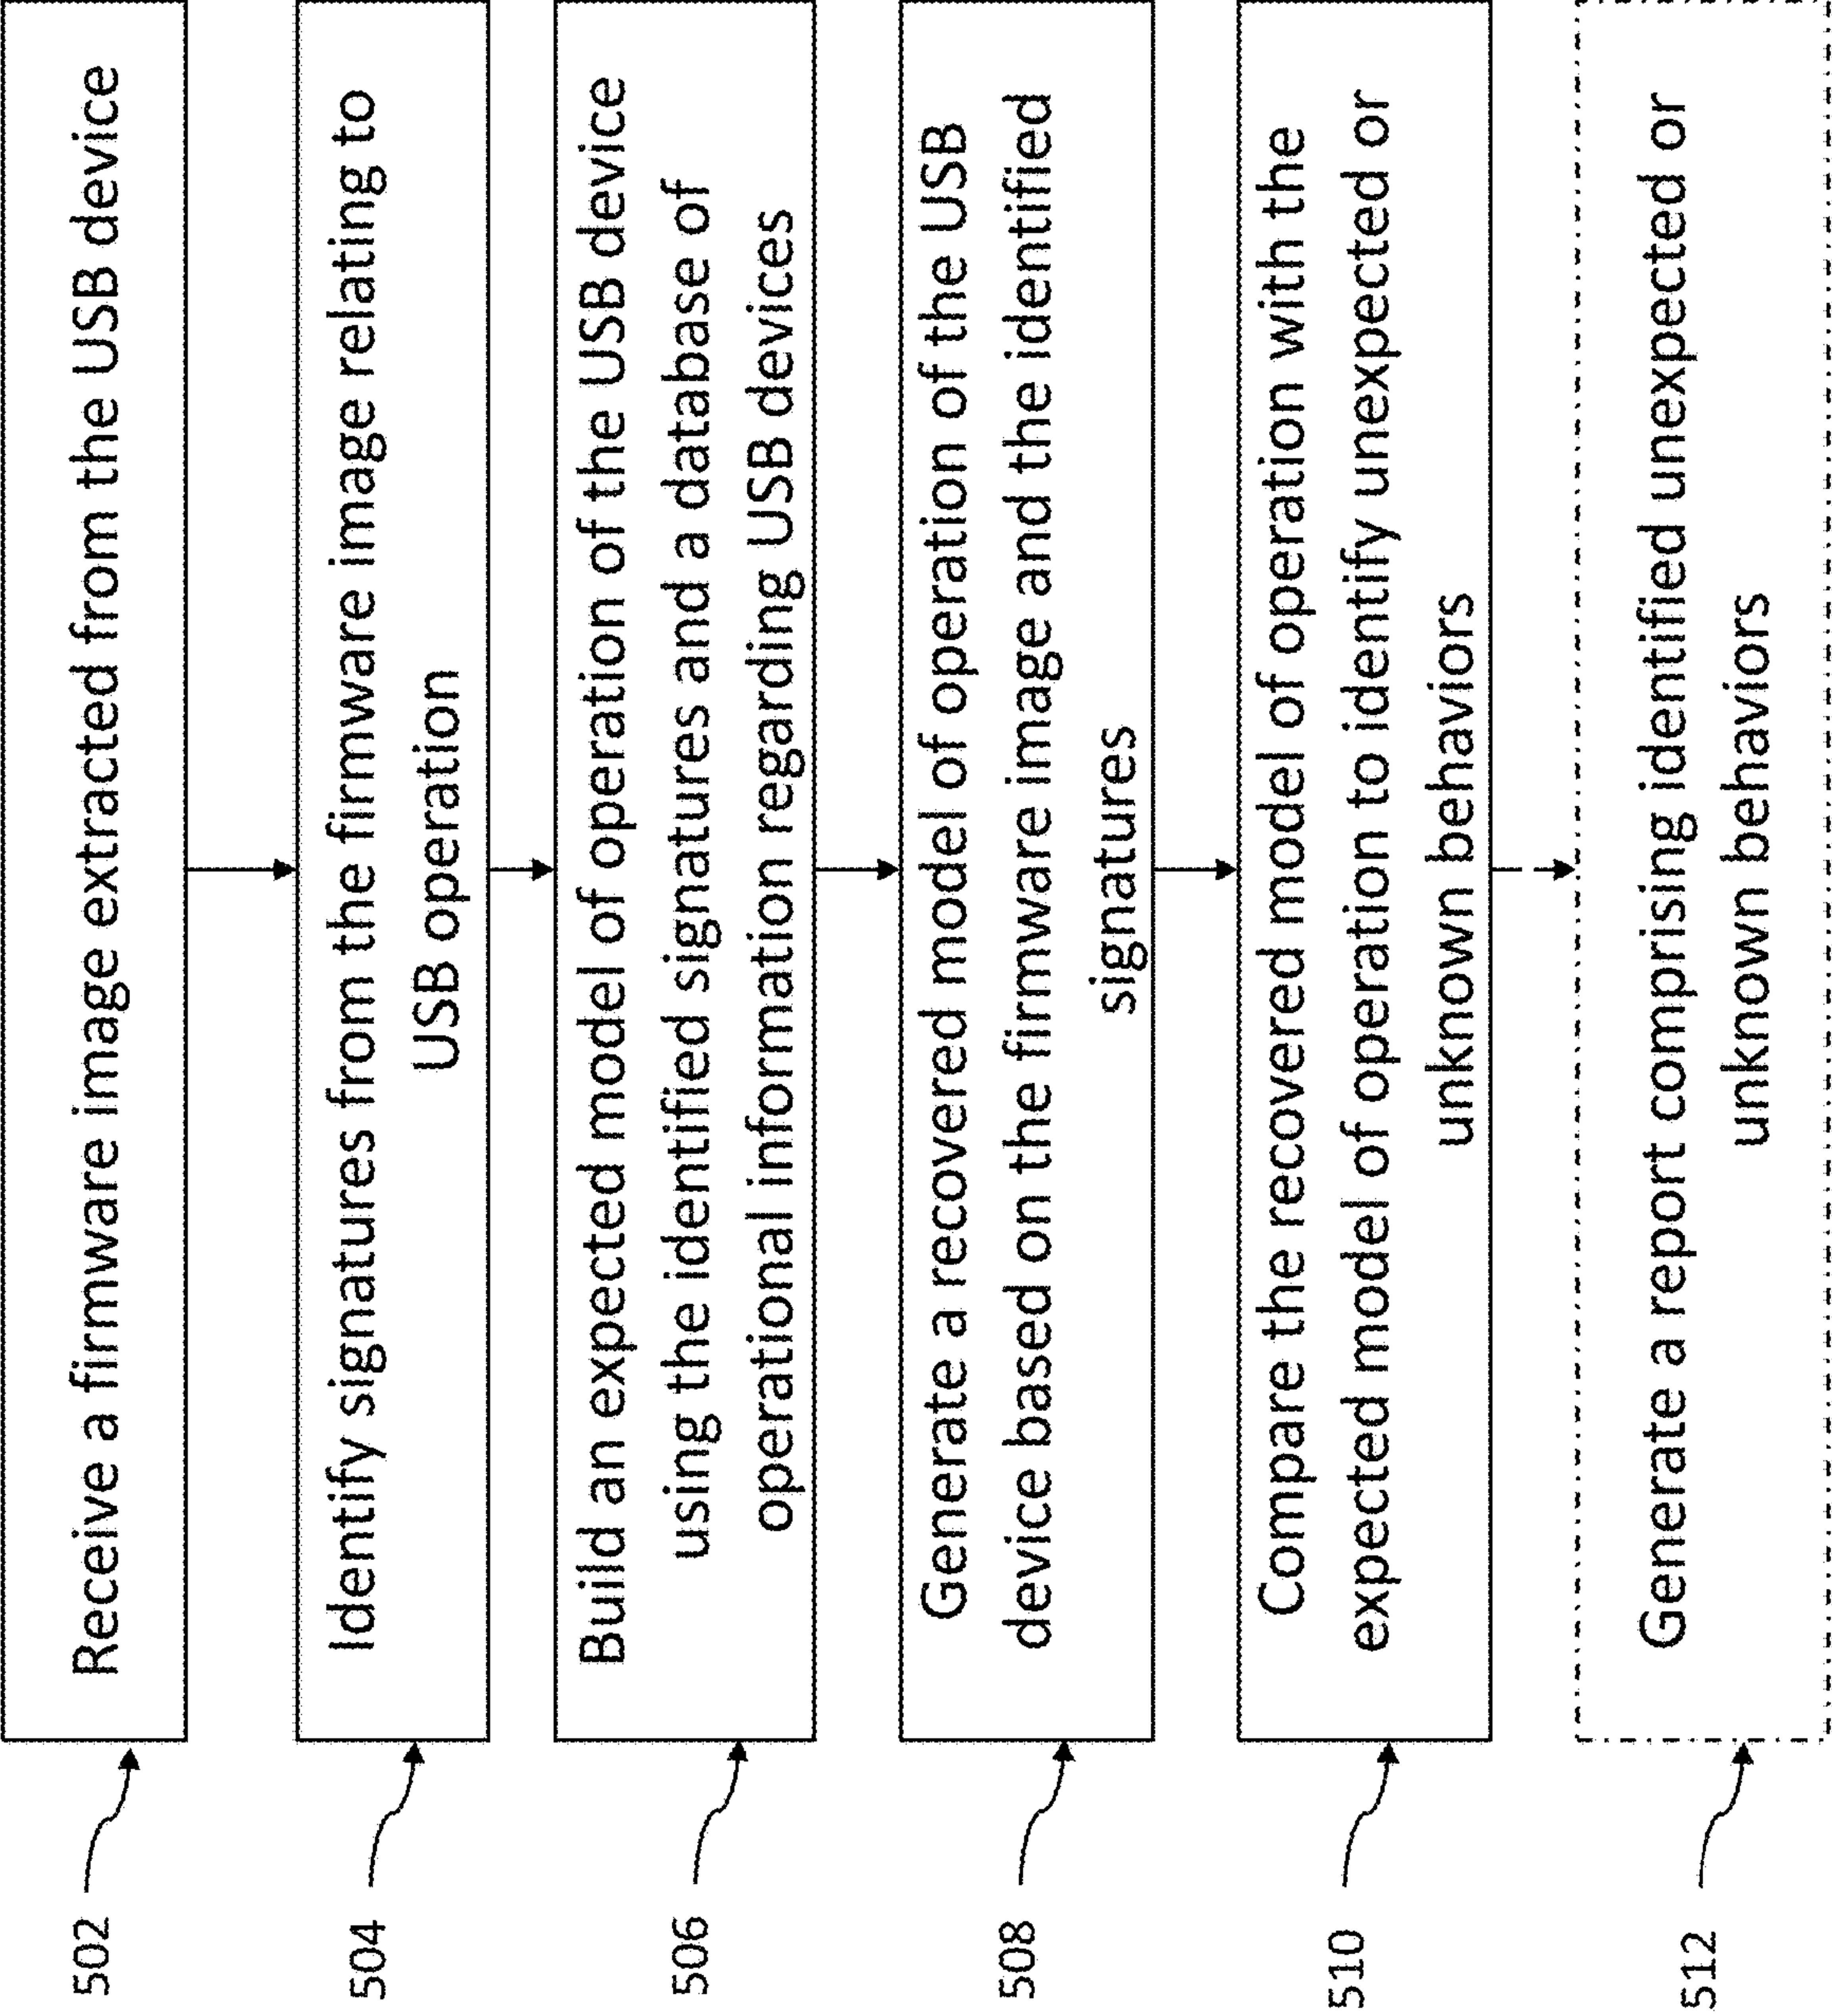 502
Receive a firmware image extracted from the USB device
504
Identify signatures from the firmware image relating to
USB operation
506
Build an expected model of operation of the USB device
using the identified signatures and a database of
operational information regarding USB devices
508
Generate a recovered model of operation of the USB
device based on the firmware image and the identified
signatures
510
Compare the recovered model of operation with the
expected model of operation to identify unexpected or
unknown behaviors
512
Generate a report comprising identified unexpected or
unknown behaviors